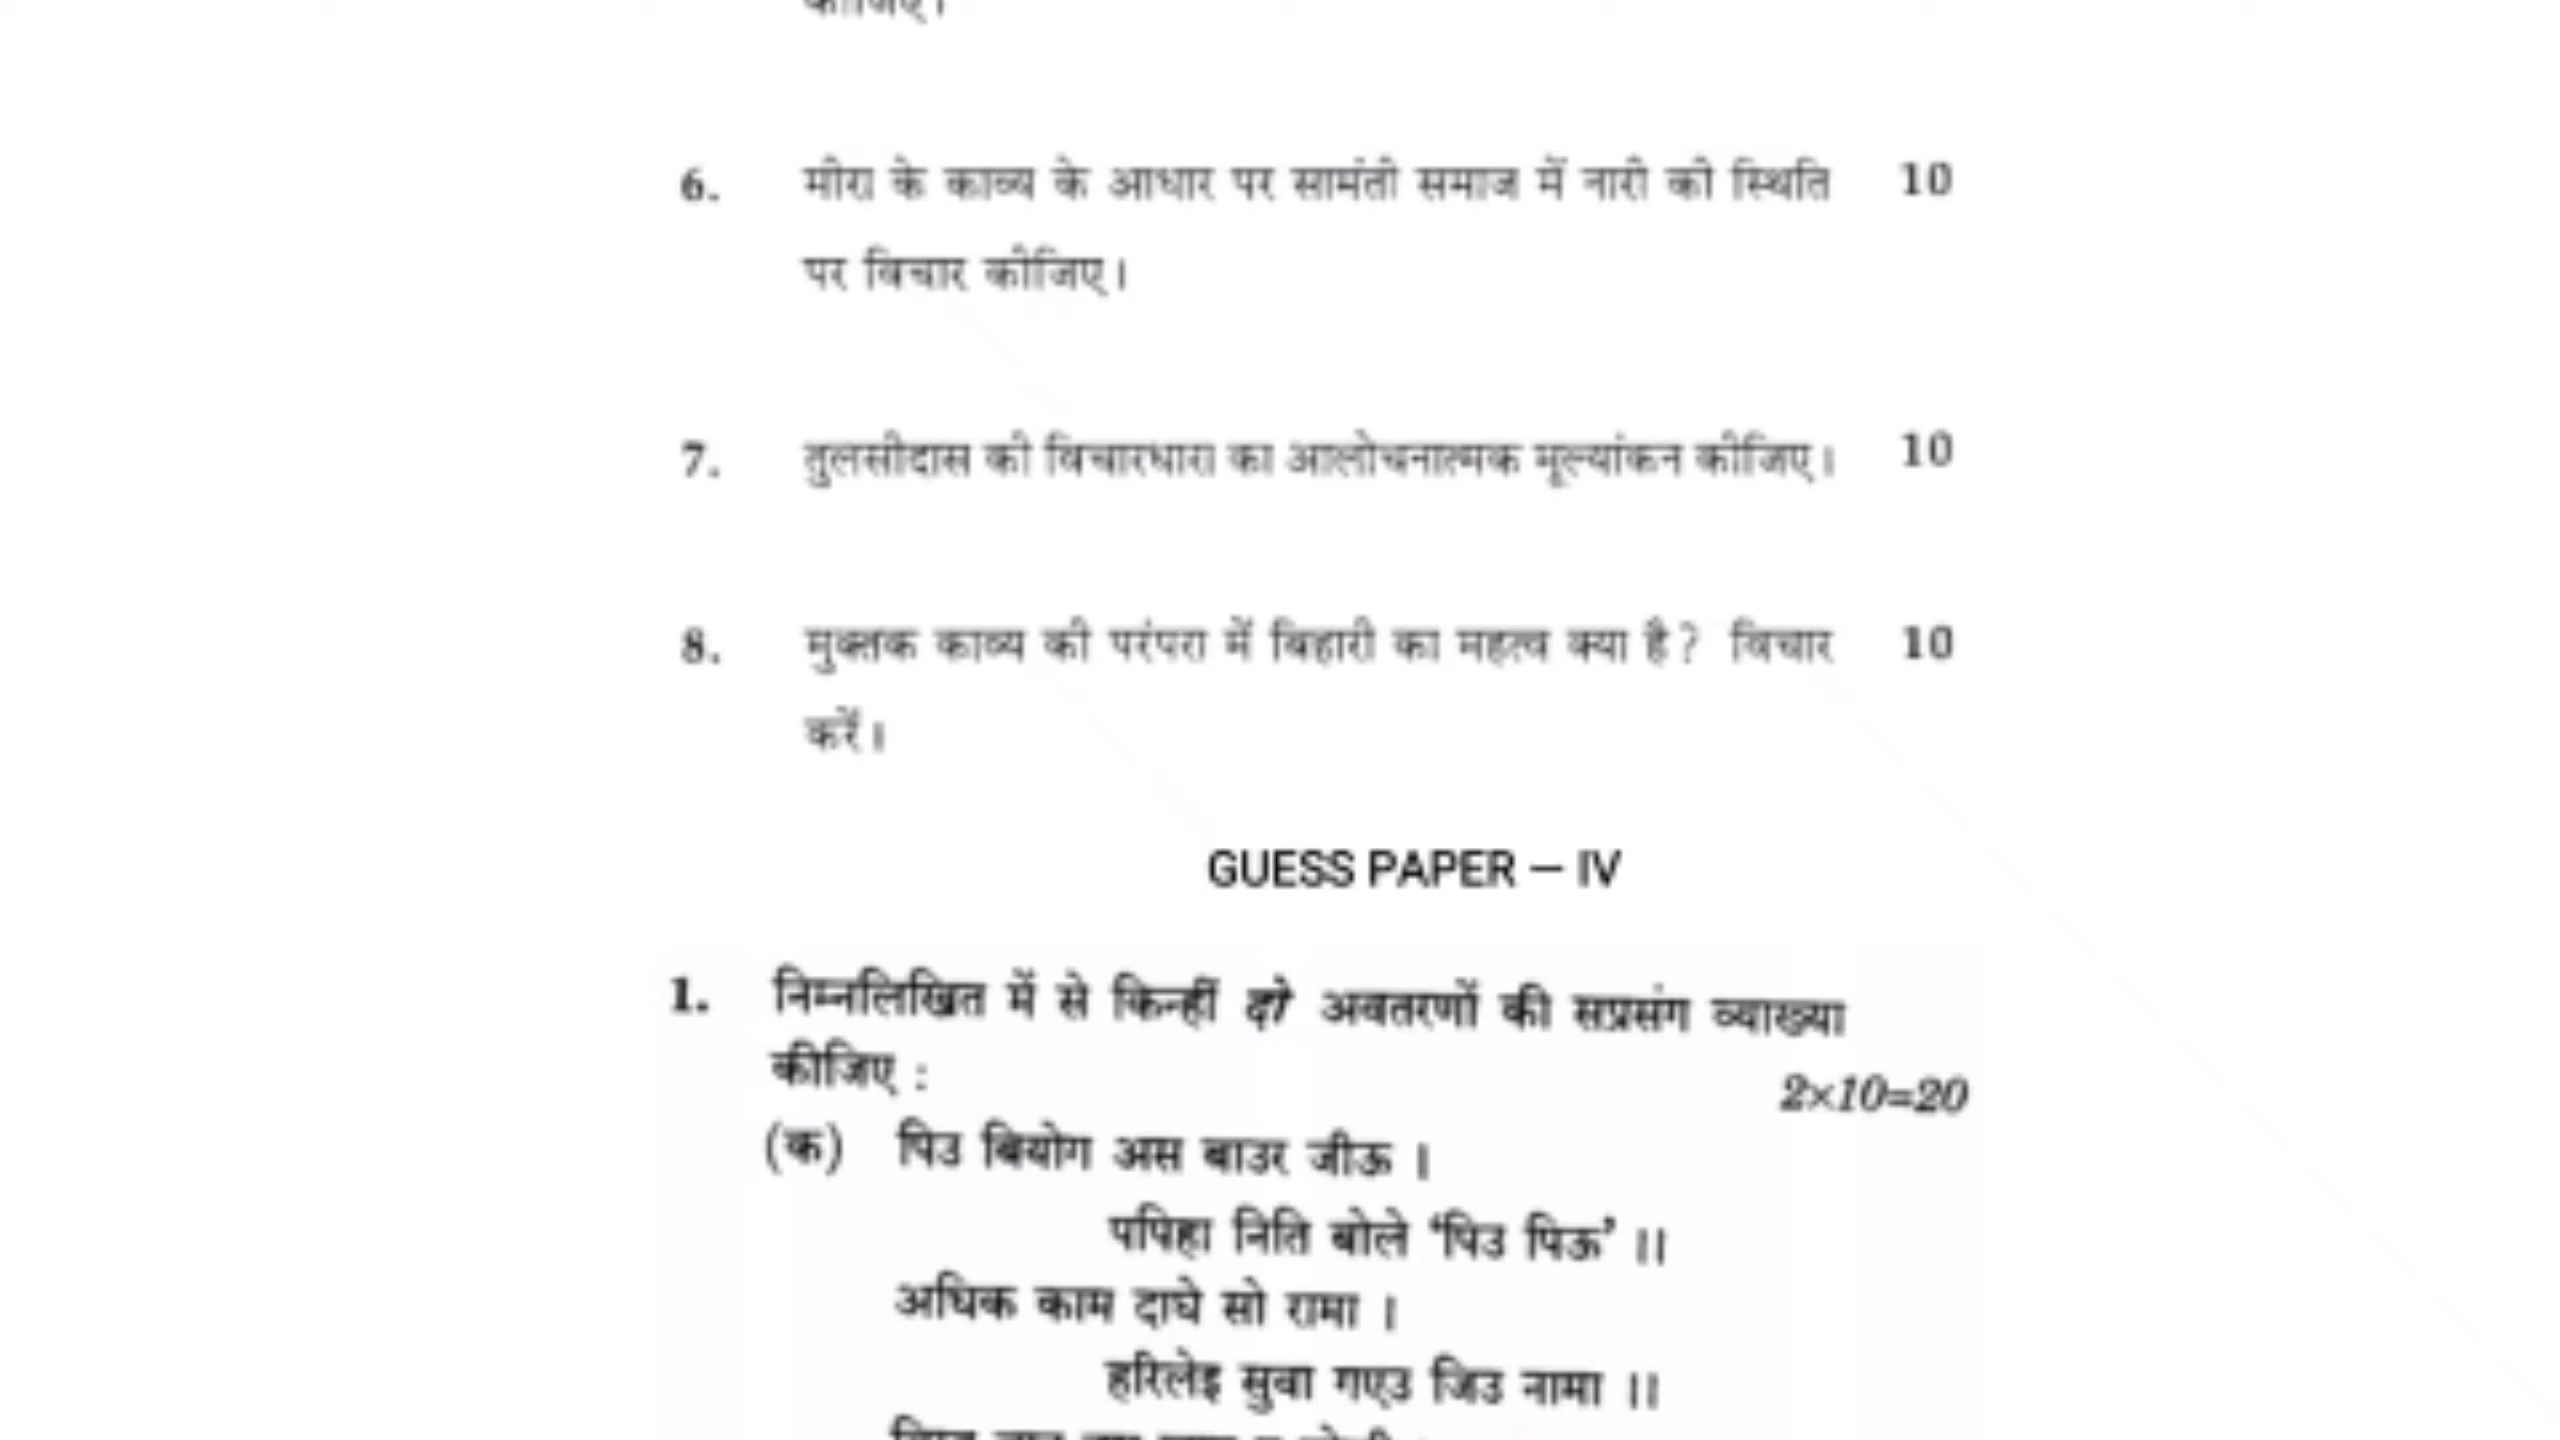 कीजिए।
6. मीरा के काव्य के आधार पर सामंती समाज में नारी की स्थिति 10
पर विचार कीजिए।
7. तुलसीदास की विचारधारा का आलोचनात्मक मूल्यांकन कीजिए। 10
8. मुक्तक काव्य की परंपरा में बिहारी का महत्व क्या है? विचार 10
करें।
GUESS PAPER – IV
1. निम्नलिखित में से किन्हीं दो अवतरणों की सप्रसंग व्याख्या
कीजिए :
2×10=20
(क) पिउ बियोग अस बाउर जीऊ ।
पपिहा निति बोले ‘पिउ पिऊ’ ।।
अधिक काम दाघे सो रामा ।
हरिलेइ सुवा गएउ जिउ नामा ।।